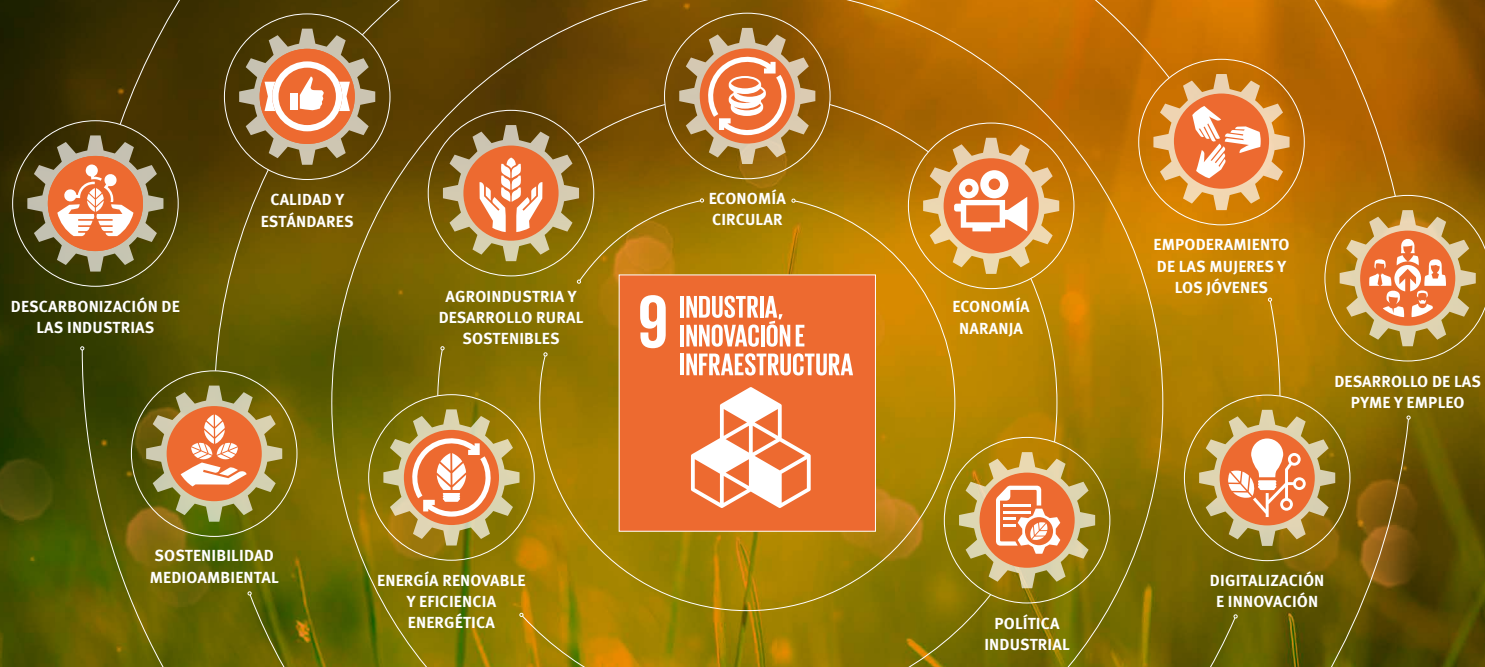 CALIDAD Y
ESTÁNDARES
DESCARBONIZACIÓN DE
LAS INDUSTRIAS
AGROINDUSTRIA Y
DESARROLLO RURAL
SOSTENIBLES
ECONOMÍA
CIRCULAR
ECONOMÍA
NARANJA
EMPODERAMIENTO
DE LAS MUJERES Y
LOS JÓVENES
DESARROLLO DE LAS
PYME Y EMPLEO
9 INDUSTRIA,
INNOVACIÓN E
INFRAESTRUCTURA
SOSTENIBILIDAD
MEDIOAMBIENTAL
ENERGÍA RENOVABLE
Y EFICIENCIA
ENERGÉTICA
POLÍTICA
INDUSTRIAL
DIGITALIZACIÓN
E INNOVACIÓN